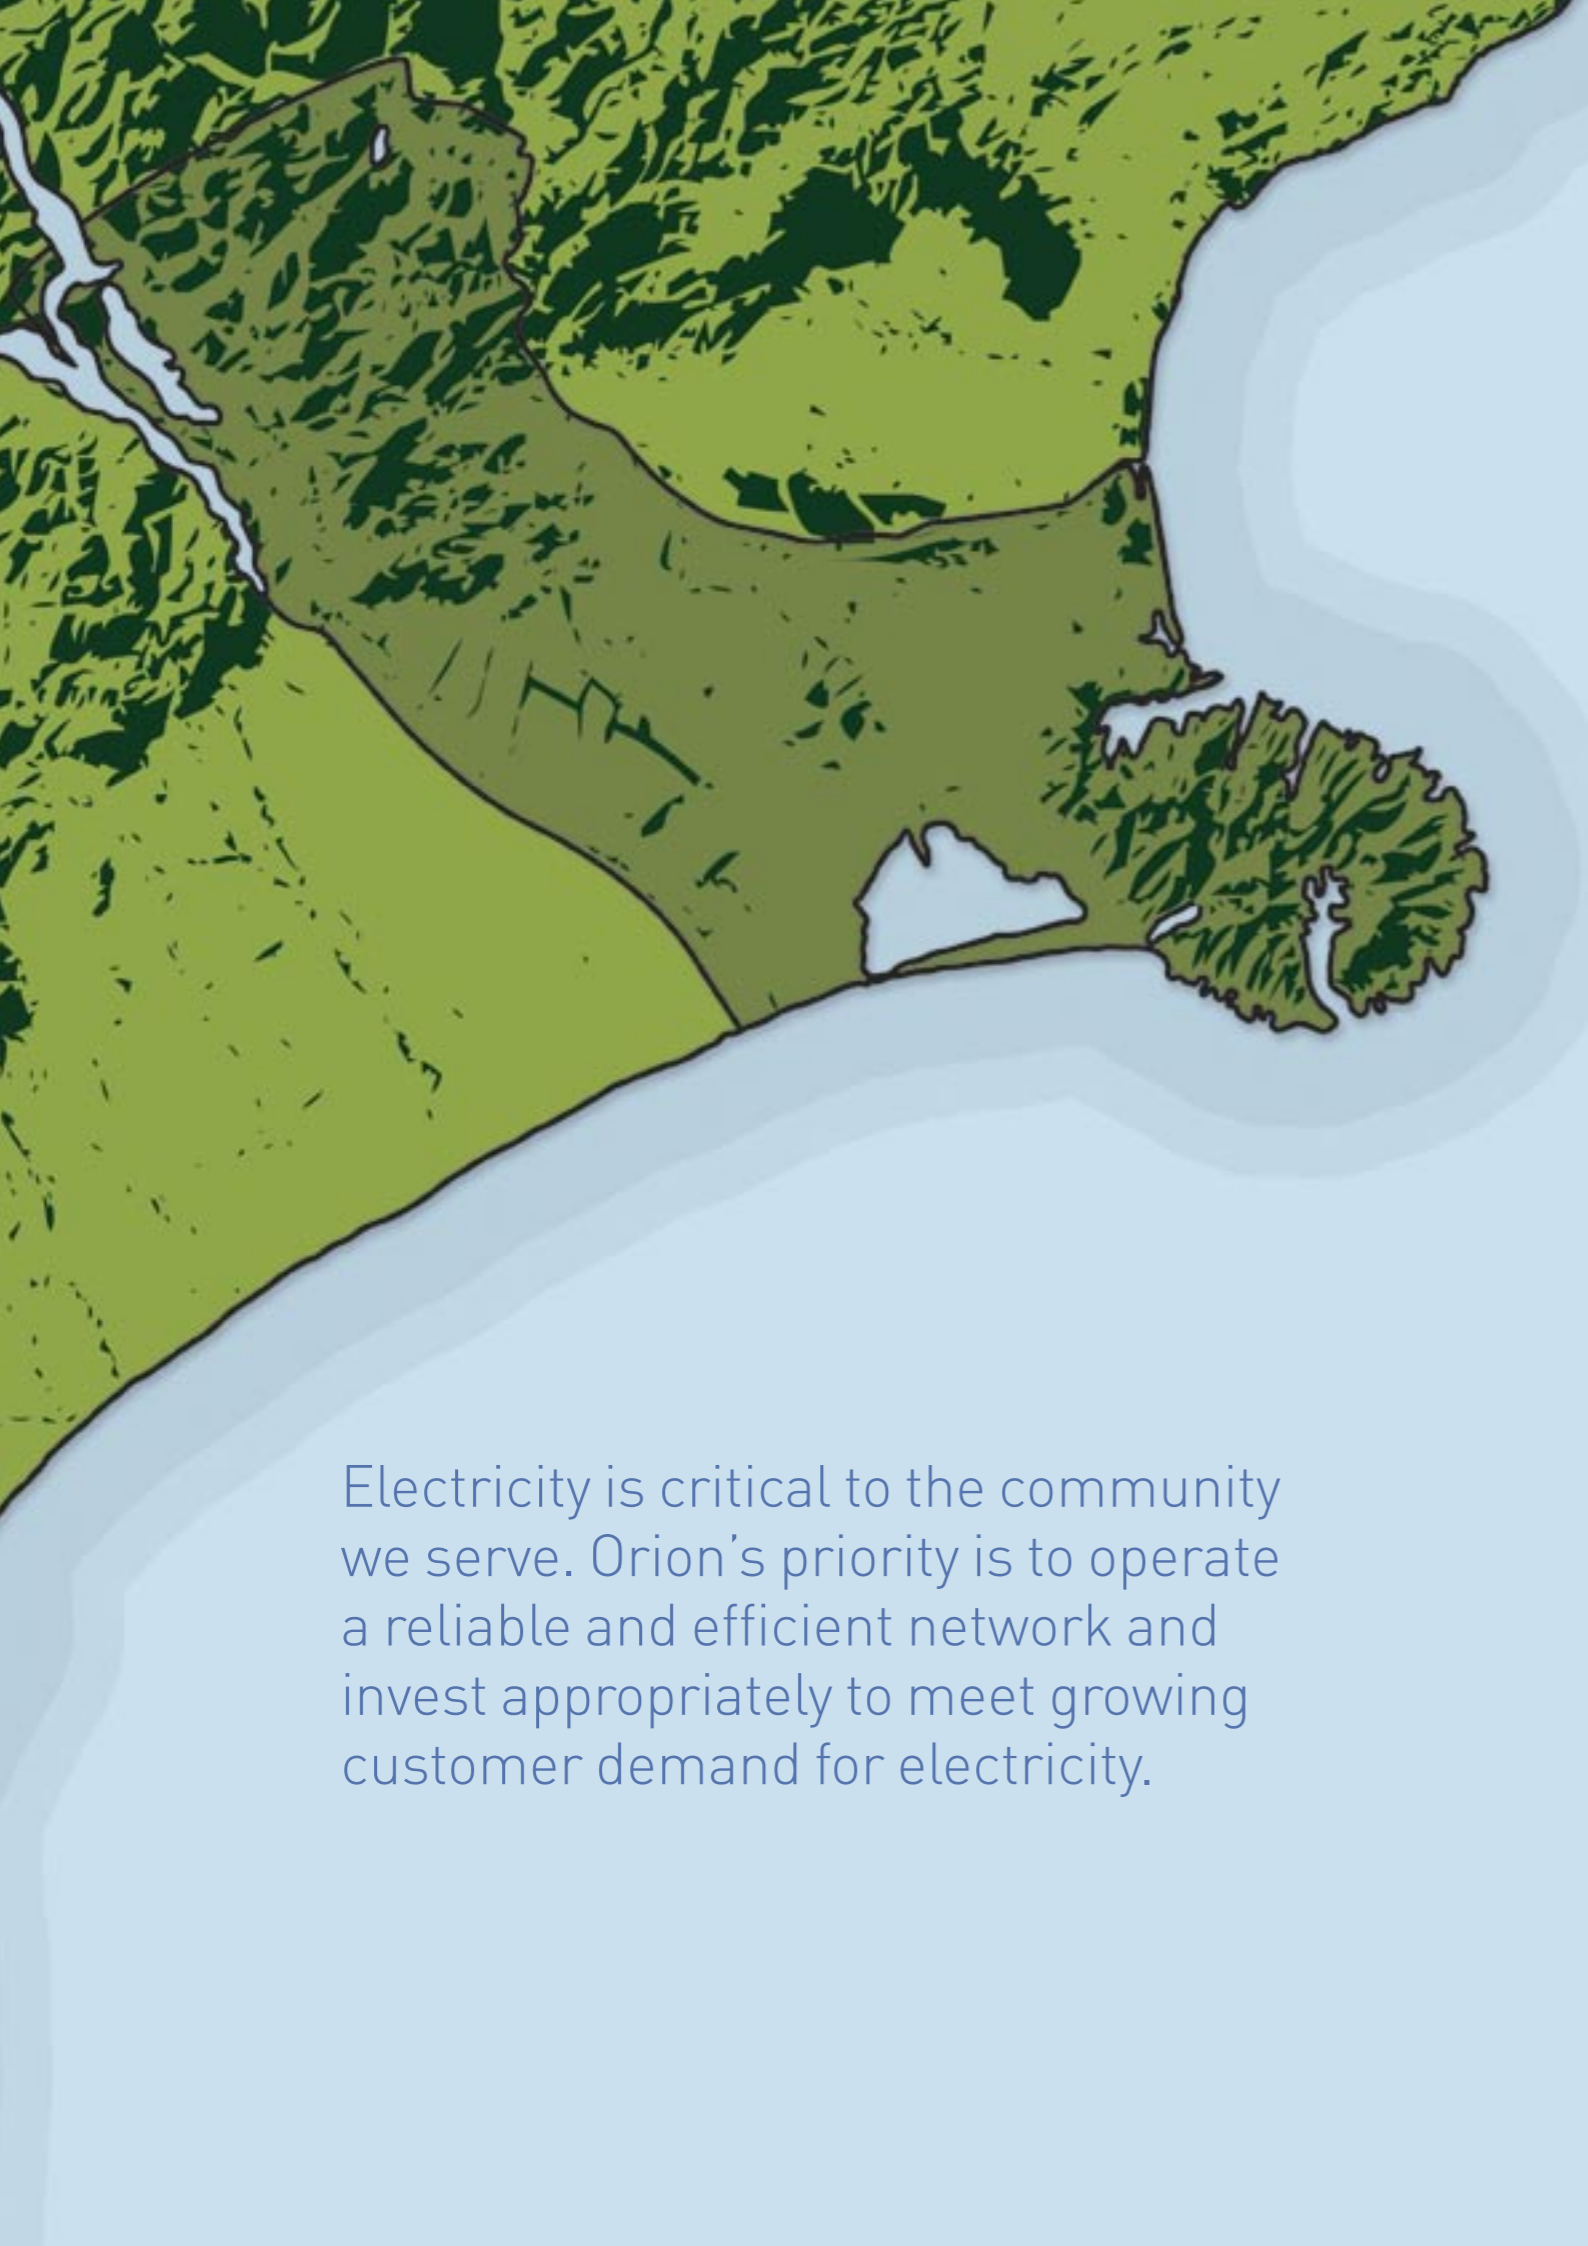 Electricity is critical to the community
we serve. Orion's priority is to operate
a reliable and efficient network and
invest appropriately to meet growing
customer demand for electricity.